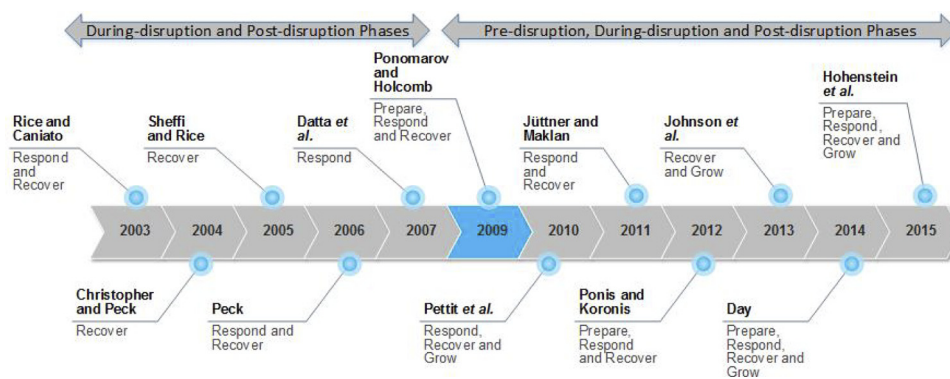 During-disruption and Post-disruption Phases
Pre-disruption, During-disruption and Post-disruption Phases
Rice and
Caniato
Respond
and
Recover
Sheffi
and Rice
Recover
Datta et
al.
Respond
Ponomarov
and
Holcomb
Prepare,
Respond
and Recover
Jüttner and
Maklan
Respond
and
Recover
Johnson et
al.
Recover
and Grow
Hohenstein
et al.
Prepare,
Respond,
Recover and
Grow
2003
2004
2005
2006
2007
2009
2010
2011
2012
2013
2014
2015
Christopher
and Peck
Recover
Peck
Respond and
Recover
Pettit et al.
Respond,
Recover and
Grow
Ponis and
Koronis
Prepare,
Respond
and Recover
Day
Prepare,
Respond,
Recover and
Grow